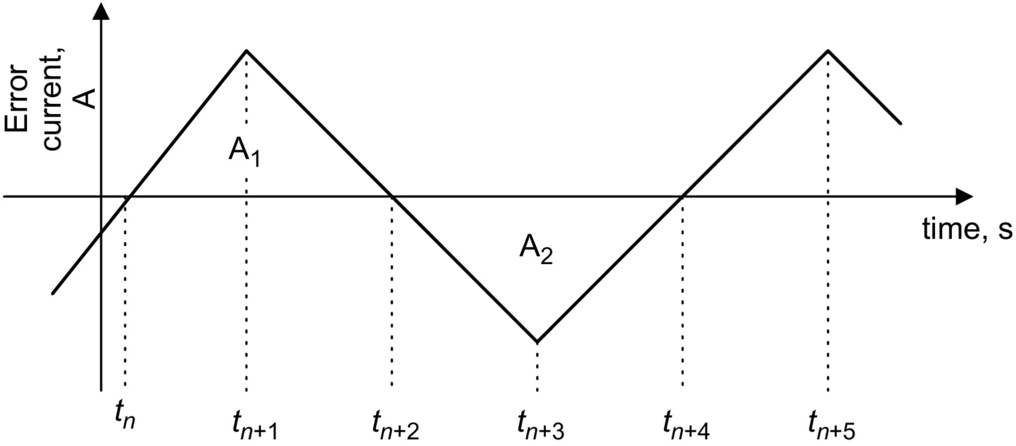 Error
current,
A
A₁
A₂
time, s
tₙ
tₙ₊₁
tₙ₊₂
tₙ₊₃
tₙ₊₄
tₙ₊₅